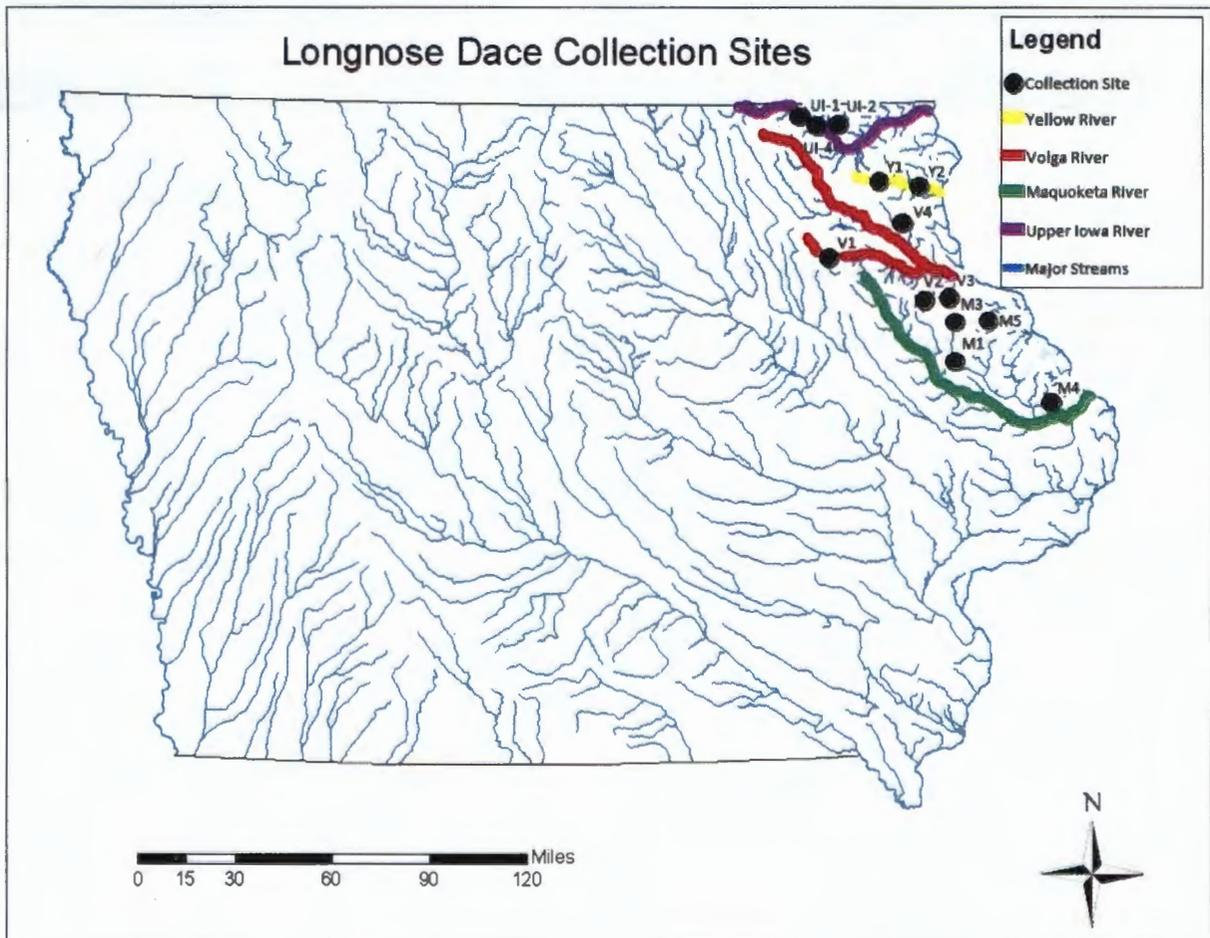 Longnose Dace Collection Sites
Legend
Collection Site
Yellow River
Volga River
Maquoketa River
Upper Iowa River
Major Streams
UI-1 UI-2
UI-4
Y1 Y2
V4
V1
V2 V3
M3
M5
M1
M4
Miles
0 15 30 60 90 120
N